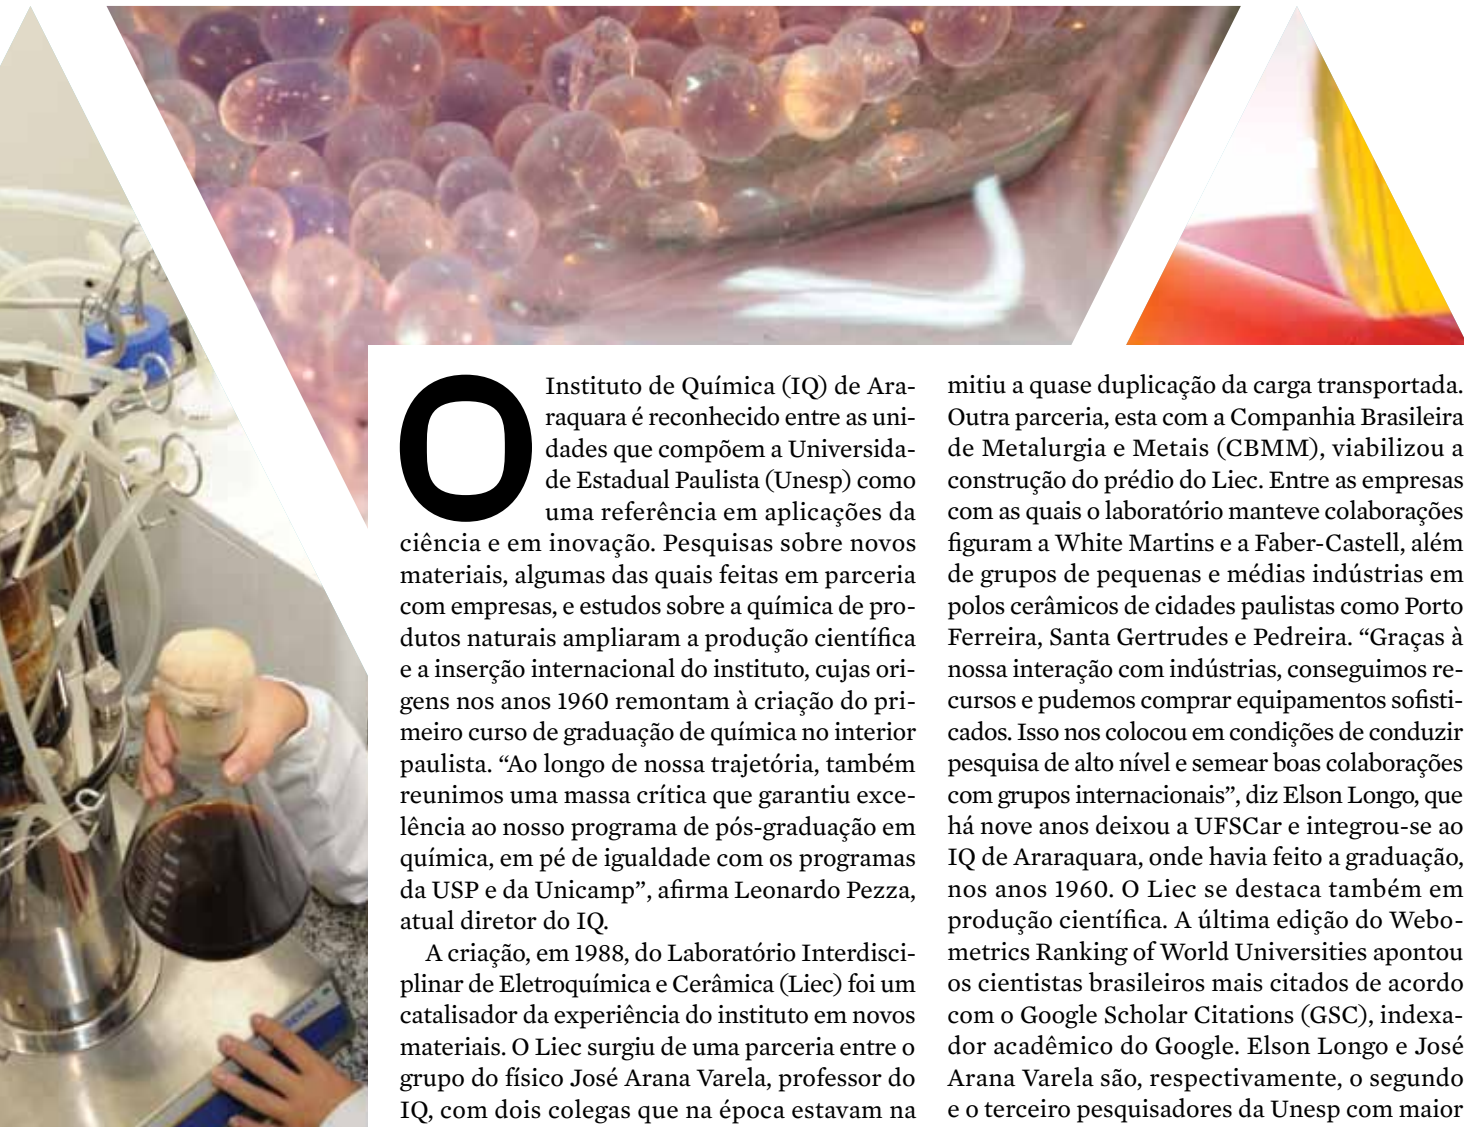 O Instituto de Química (IQ) de Ara-
raquara é reconhecido entre as uni-
dades que compõem a Universida-
de Estadual Paulista (Unesp) como
uma referência em aplicações da
ciência e em inovação. Pesquisas sobre novos
materiais, algumas das quais feitas em parceria
com empresas, e estudos sobre a química de pro-
dutos naturais ampliaram a produção científica
e a inserção internacional do instituto, cujas ori-
gens nos anos 1960 remontam à criação do pri-
meiro curso de graduação de química no interior
paulista. “Ao longo de nossa trajetória, também
reunimos uma massa crítica que garantiu exce-
lência ao nosso programa de pós-graduação em
química, em pé de igualdade com os programas
da USP e da Unicamp”, afirma Leonardo Pezza,
atual diretor do IQ.
A criação, em 1988, do Laboratório Interdisci-
plinar de Eletroquímica e Cerâmica (Liec) foi um
catalisador da experiência do instituto em novos
materiais. O Liec surgiu de uma parceria entre o
grupo do físico José Arana Varela, professor do
IQ, com dois colegas que na época estavam na
mitiu a quase duplicação da carga transportada.
Outra parceria, esta com a Companhia Brasileira
de Metalurgia e Metais (CBMM), viabilizou a
construção do prédio do Liec. Entre as empresas
com as quais o laboratório manteve colaborações
figuram a White Martins e a Faber-Castell, além
de grupos de pequenas e médias indústrias em
polos cerâmicos de cidades paulistas como Porto
Ferreira, Santa Gertrudes e Pedreira. “Graças à
nossa interação com indústrias, conseguimos re-
cursos e pudemos comprar equipamentos sofisti-
cados. Isso nos colocou em condições de conduzir
pesquisa de alto nível e semear boas colaborações
com grupos internacionais”, diz Elson Longo, que
há nove anos deixou a UFSCar e integrou-se ao
IQ de Araraquara, onde havia feito a graduação,
nos anos 1960. O Liec se destaca também em
produção científica. A última edição do Webo-
metrics Ranking of World Universities apontou
os cientistas brasileiros mais citados de acordo
com o Google Scholar Citations (GSC), indexa-
dor acadêmico do Google. Elson Longo e José
Arana Varela são, respectivamente, o segundo
e o terceiro pesquisadores da Unesp com maior